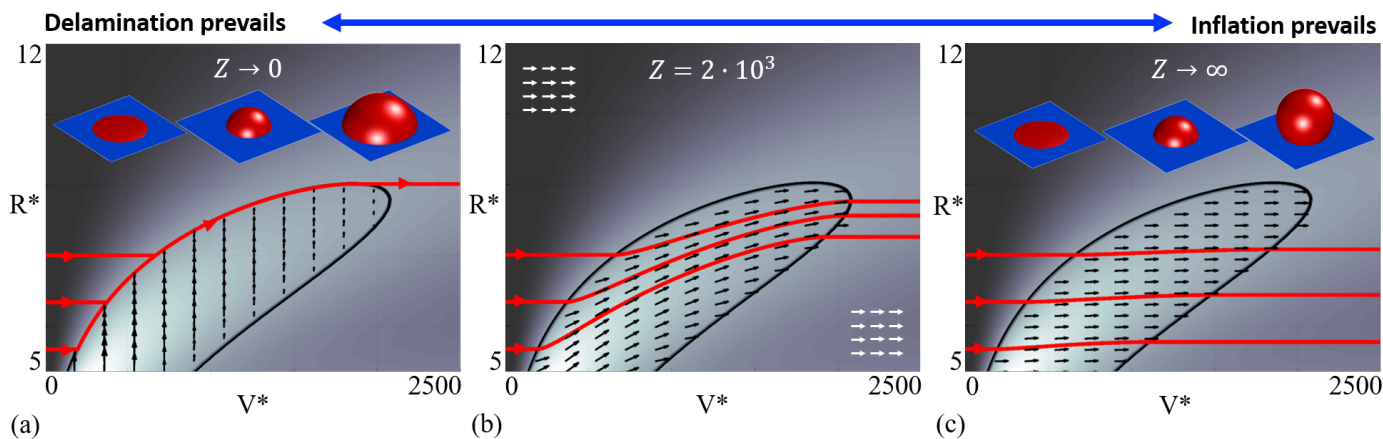 Delamination prevails
Inflation prevails
12
Z → 0
R*
5
0
2500
V*
(a)
12
Z = 2 · 10³
R*
5
0
2500
V*
(b)
12
Z → ∞
R*
5
0
2500
V*
(c)